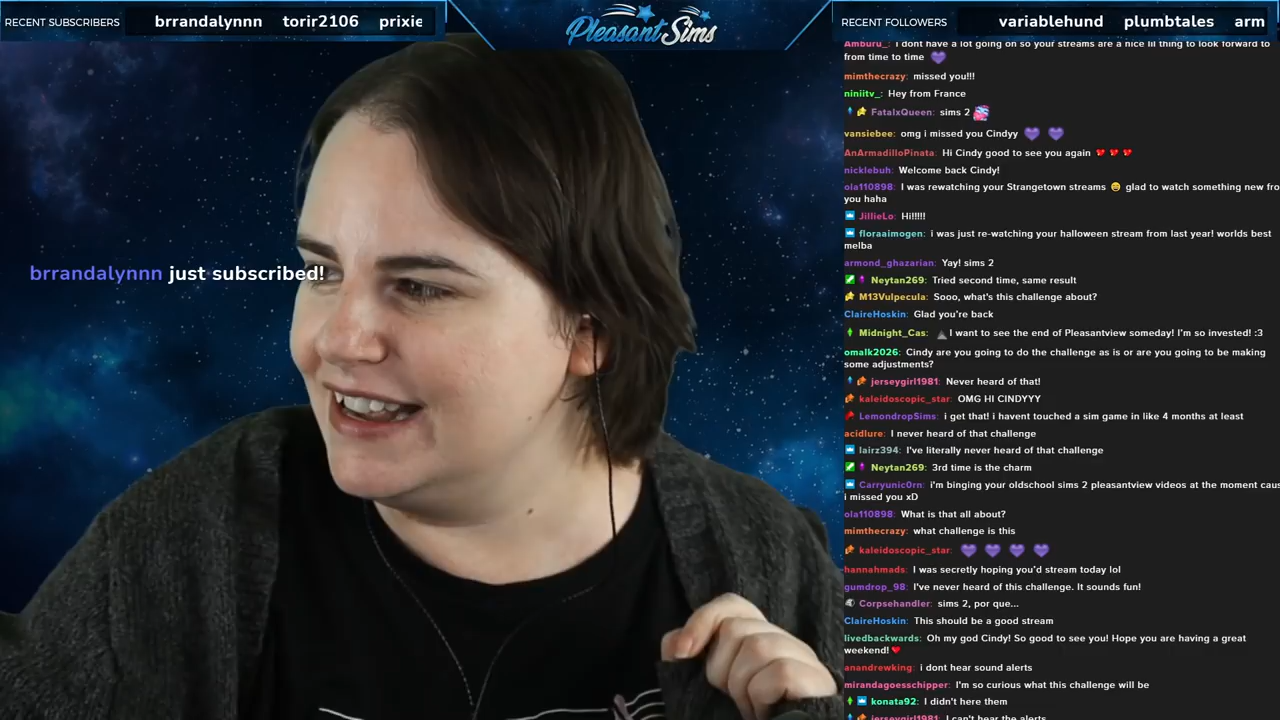 RECENT SUBSCRIBERS brrandalynnn torir2106 prixie
PleasantSims
RECENT FOLLOWERS variablehund plumbtales arm
brrandalynnn just subscribed!
Amburu_: I dont have a lot going on so your streams are a nice lil thing to look forward to
from time to time
mimthecrazy: missed you!!!
niniitv_: Hey from France
FatalxQueen: sims 2
vansiebee: omg i missed you Cindyy
AnArmadilloPinata: Hi Cindy good to see you again
nicklebuh: Welcome back Cindy!
ola110898: I was rewatching your Strangetown streams glad to watch something new fro
you haha
JillieLo: Hi!!!!!
floraaimogen: i was just re-watching your halloween stream from last year! worlds best
melba
armond_ghazarian: Yay! sims 2
Neytan269: Tried second time, same result
M13Vulpecula: Sooo, what's this challenge about?
ClaireHoskin: Glad you're back
Midnight_Cas: I want to see the end of Pleasantview someday! I'm so invested! :3
omalk2026: Cindy are you going to do the challenge as is or are you going to be making
some adjustments?
jerseygirl1981: Never heard of that!
kaleidoscopic_star: OMG HI CINDYYY
LemondropSims: i get that! i havent touched a sim game in like 4 months at least
acidlure: I never heard of that challenge
lairz394: I've literally never heard of that challenge
Neytan269: 3rd time is the charm
Carryunic0rn: i'm binging your oldschool sims 2 pleasantview videos at the moment caus
i missed you xD
ola110898: What is that all about?
mimthecrazy: what challenge is this
kaleidoscopic_star:
hannahmads: I was secretly hoping you'd stream today lol
gumdrop_98: I've never heard of this challenge. It sounds fun!
Corpsehandler: sims 2, por que...
ClaireHoskin: This should be a good stream
livedbackwards: Oh my god Cindy! So good to see you! Hope you are having a great
weekend!
anandrewking: i dont hear sound alerts
mirandagoesschipper: I'm so curious what this challenge will be
konata92: I didn't here them
jerseygirl1981: I can't hear the alerts